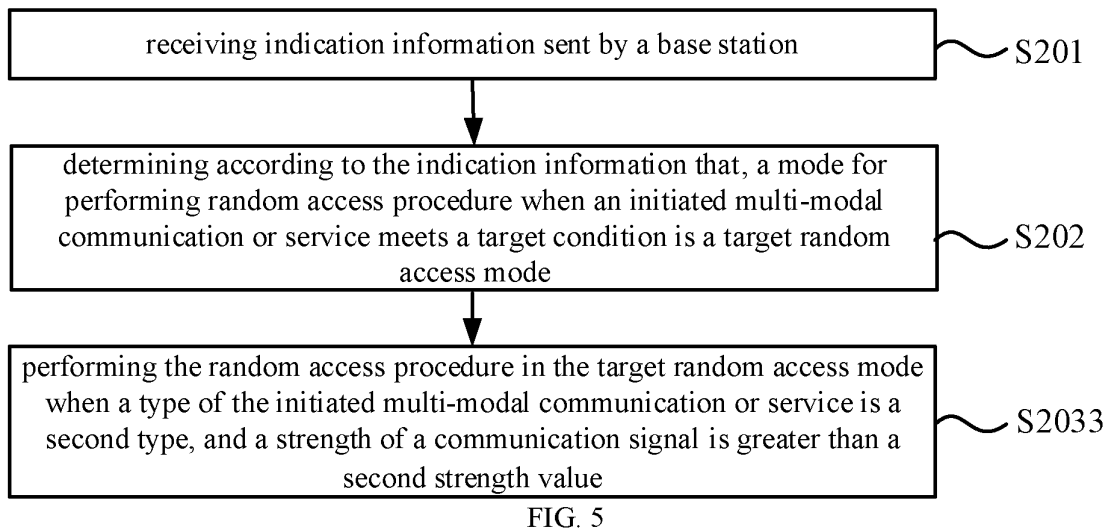 receiving indication information sent by a base station
S201
determining according to the indication information that, a mode for
performing random access procedure when an initiated multi-modal
communication or service meets a target condition is a target random
access mode
S202
performing the random access procedure in the target random access mode
when a type of the initiated multi-modal communication or service is a
second type, and a strength of a communication signal is greater than a
second strength value
S2033
FIG. 5